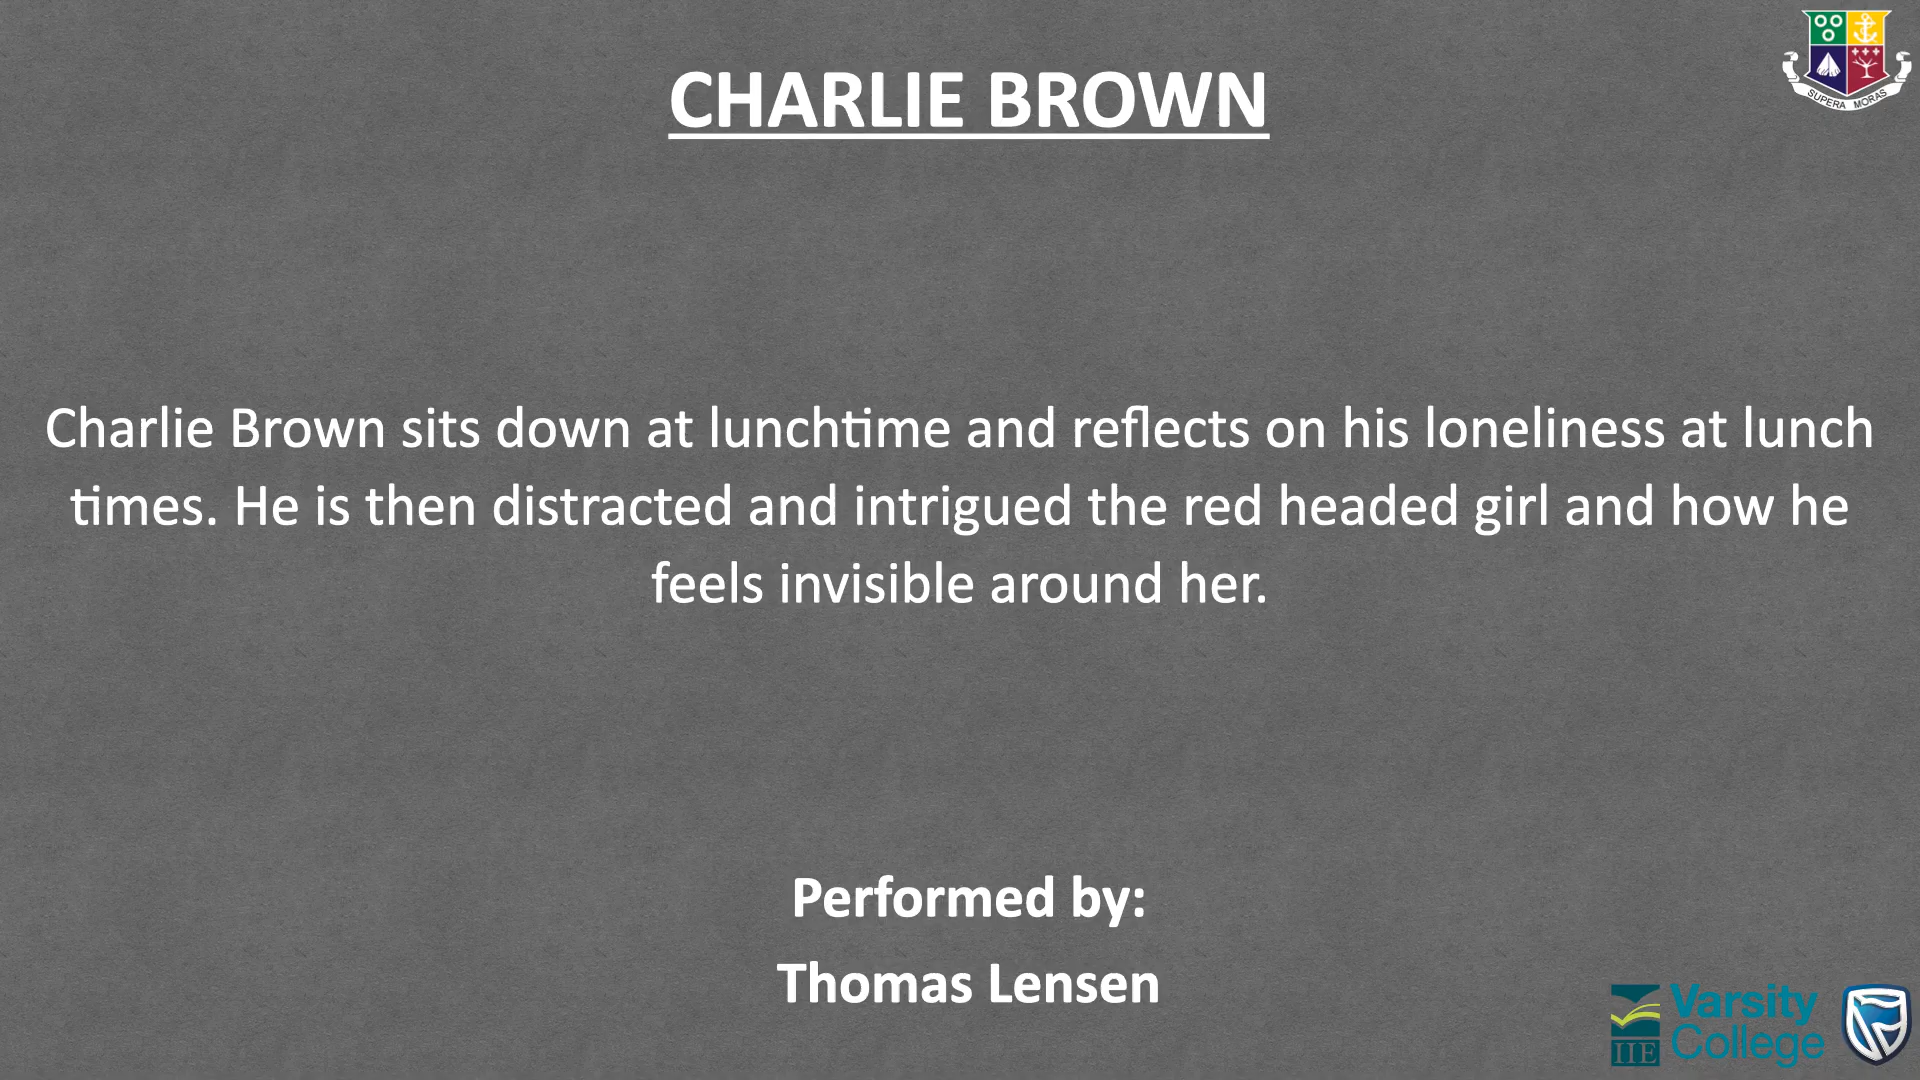 SUPERA MORAS
CHARLIE BROWN
Charlie Brown sits down at lunchtime and reflects on his loneliness at lunch
times. He is then distracted and intrigued the red headed girl and how he
feels invisible around her.
Performed by:
Thomas Lensen
Varsity
College
IIE